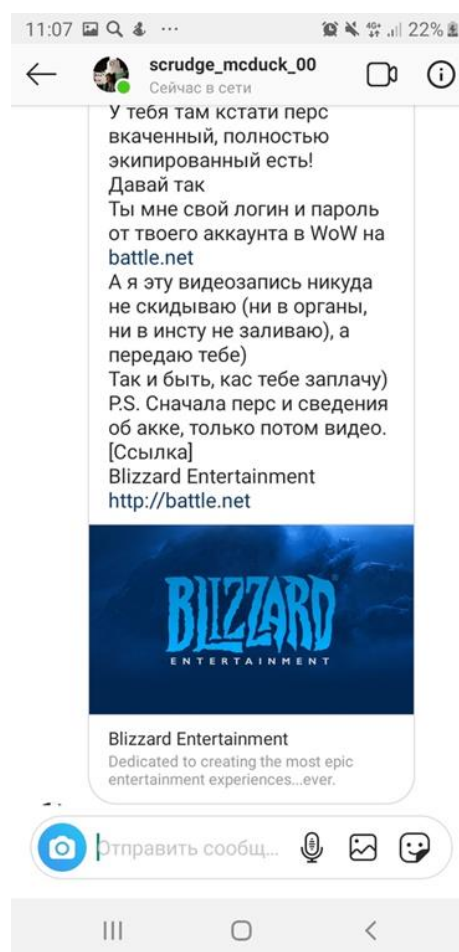 11:07
4G+
22%
scrudge_mcduck_00
Сейчас в сети
У тебя там кстати перс
вкаченный, полностью
экипированный есть!
Давай так
Ты мне свой логин и пароль
от твоего аккаунта в WoW на
battle.net
А я эту видеозапись никуда
не скидываю (ни в органы,
ни в инсту не заливаю), а
передаю тебе)
Так и быть, кас тебе заплачу)
P.S. Сначала перс и сведения
об акке, только потом видео.
[Ссылка]
Blizzard Entertainment
http://battle.net
BLIZZARD
ENTERTAINMENT
Blizzard Entertainment
Dedicated to creating the most epic
entertainment experiences...ever.
Отправить сообщ...